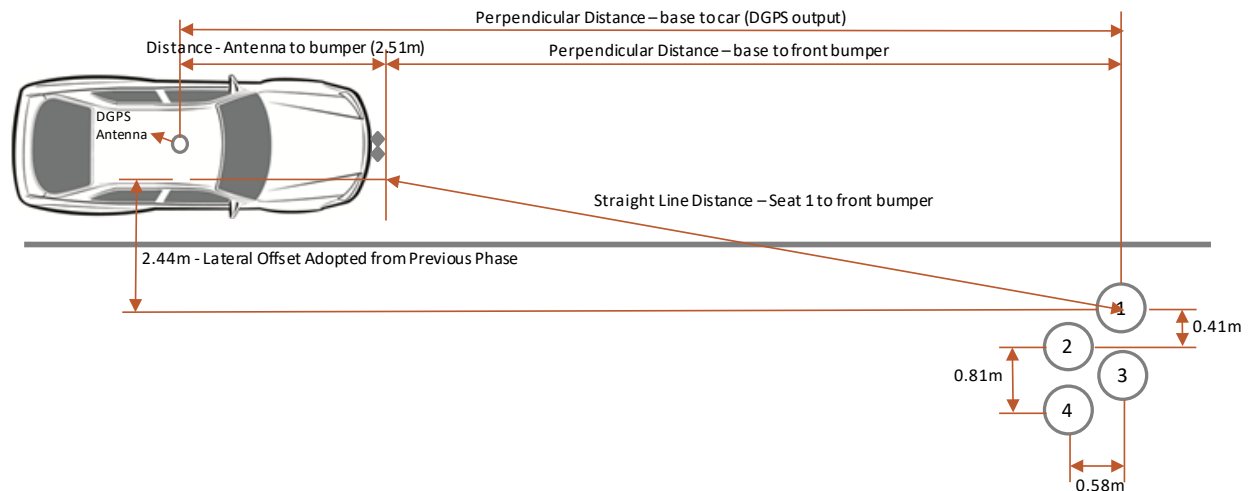 Perpendicular Distance – base to car (DGPS output)
Distance - Antenna to bumper (2.51m)
Perpendicular Distance – base to front bumper
DGPS
Antenna
Straight Line Distance – Seat 1 to front bumper
2.44m - Lateral Offset Adopted from Previous Phase
1
0.41m
2
3
0.81m
4
0.58m